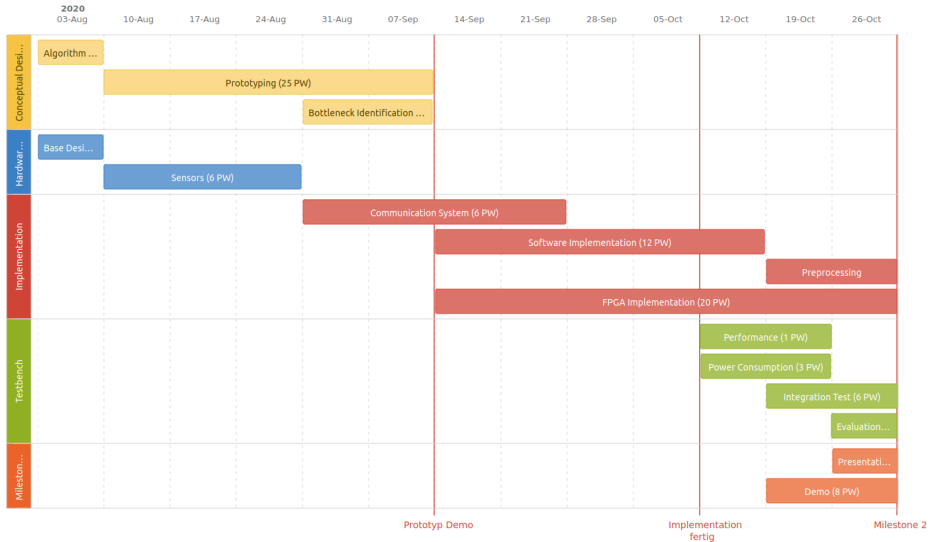 2020
03-Aug 10-Aug 17-Aug 24-Aug 31-Aug 07-Sep 14-Sep 21-Sep 28-Sep 05-Oct 12-Oct 19-Oct 26-Oct
Conceptual Desi...
Algorithm ...
Prototyping (25 PW)
Bottleneck Identification ...
Hardwar...
Base Desi...
Sensors (6 PW)
Implementation
Communication System (6 PW)
Software Implementation (12 PW)
Preprocessing
FPGA Implementation (20 PW)
Testbench
Performance (1 PW)
Power Consumption (3 PW)
Integration Test (6 PW)
Evaluation...
Mileston...
Presentati...
Demo (8 PW)
Prototyp Demo
Implementation
fertig
Milestone 2